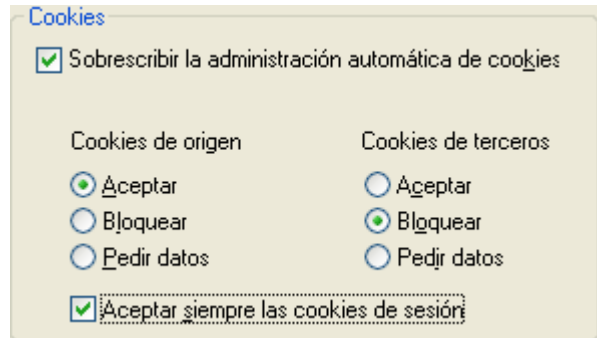 Cookies
Sobrescribir la administración automática de cookies
Cookies de origen Cookies de terceros
Aceptar Aceptar
Bloquear Bloquear
Pedir datos Pedir datos
Aceptar siempre las cookies de sesión